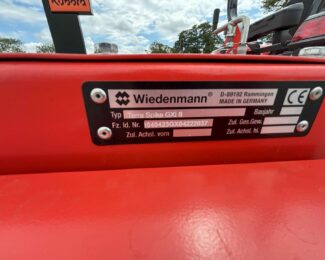 Kubota
Wiedenmann®
D-89192 Rammingen
MADE IN GERMANY
CE
Typ Terra Spike GXi 8
Baujahr
Fz. Id. Nr.
Zul. Ges. Gew.
Zul. Achsl. vorn
Zul. Achsl. hi.